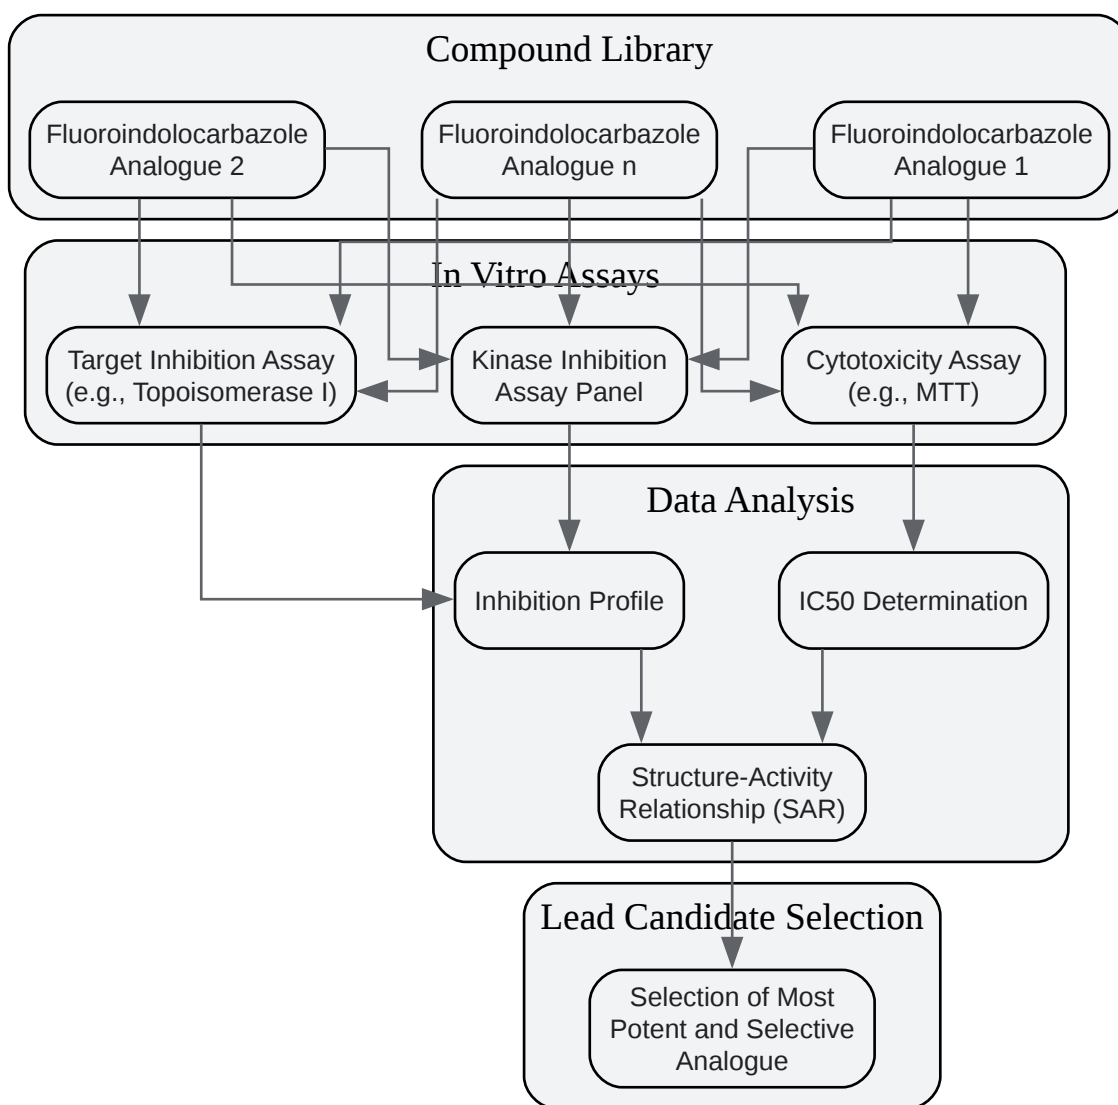 Compound Library
Fluoroindolocarbazole
Analogue 2
Fluoroindolocarbazole
Analogue n
Fluoroindolocarbazole
Analogue 1
In Vitro Assays
Target Inhibition Assay
(e.g., Topoisomerase I)
Kinase Inhibition
Assay Panel
Cytotoxicity Assay
(e.g., MTT)
Data Analysis
Inhibition Profile
IC50 Determination
Structure-Activity
Relationship (SAR)
Lead Candidate Selection
Selection of Most
Potent and Selective
Analogue